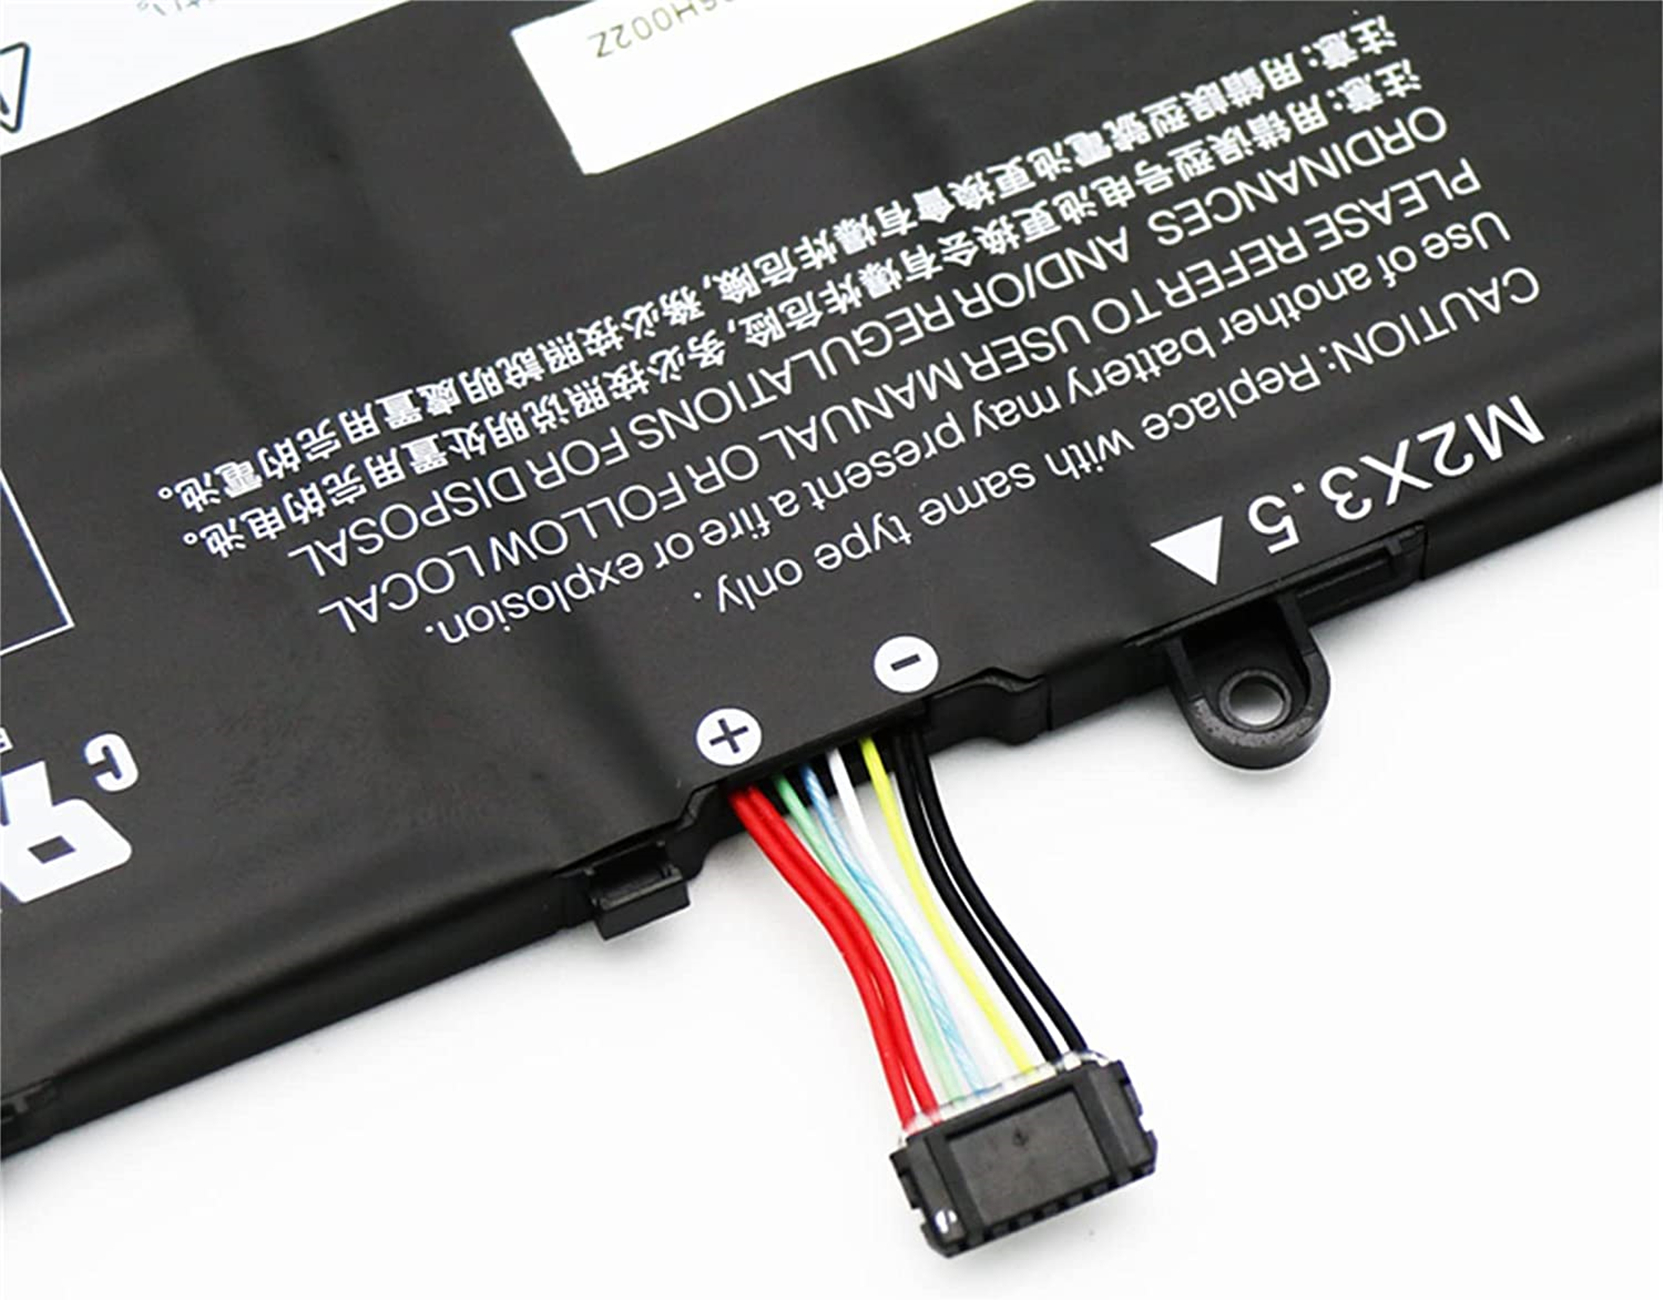 M2X3.5
CAUTION: Replace with same type only.
Use of another battery may present a fire or explosion.
PLEASE REFER TO USER MANUAL OR FOLLOW LOCAL
ORDINANCES AND/OR REGULATIONS FOR DISPOSAL
注意: 用错误型号电池更换会有爆炸危险, 务必按照说明处置用完的电池。
注意: 用錯誤型號電池更換會有爆炸危險, 務必按照說明處置用完的電池。
6H002Z
+
-
C